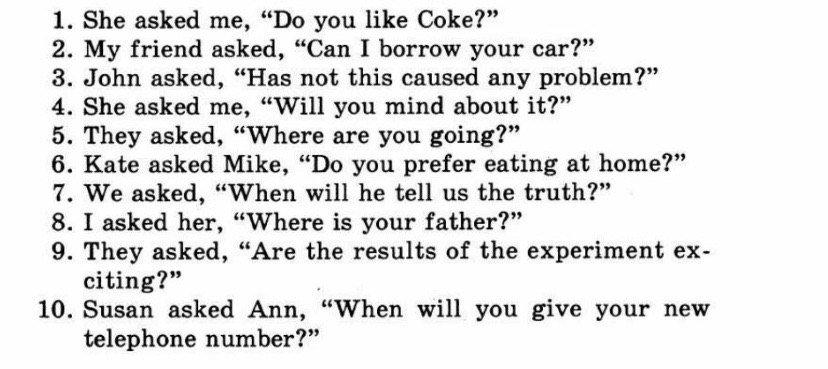 1. She asked me, “Do you like Coke?”
2. My friend asked, “Can I borrow your car?”
3. John asked, “Has not this caused any problem?”
4. She asked me, “Will you mind about it?”
5. They asked, “Where are you going?”
6. Kate asked Mike, “Do you prefer eating at home?”
7. We asked, “When will he tell us the truth?”
8. I asked her, “Where is your father?”
9. They asked, “Are the results of the experiment ex-
citing?”
10. Susan asked Ann, “When will you give your new
telephone number?”